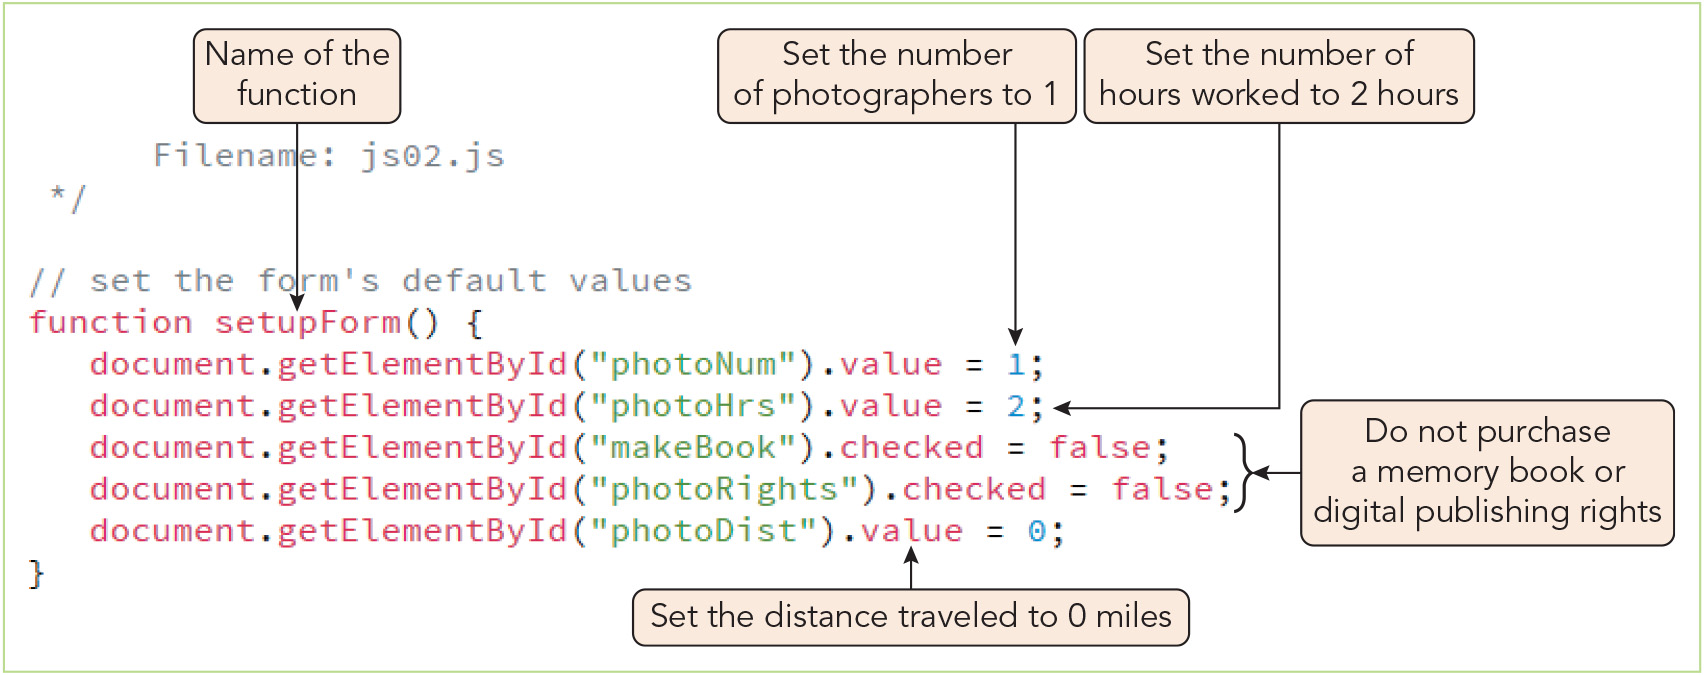 Name of the
function
Set the number
of photographers to 1
Set the number of
hours worked to 2 hours
Filename: js02.js
*/
// set the form's default values
function setupForm() {
document.getElementById("photoNum").value = 1;
document.getElementById("photoHrs").value = 2;
document.getElementById("makeBook").checked = false;
document.getElementById("photoRights").checked = false;
document.getElementById("photoDist").value = 0;
}
Do not purchase
a memory book or
digital publishing rights
Set the distance traveled to 0 miles